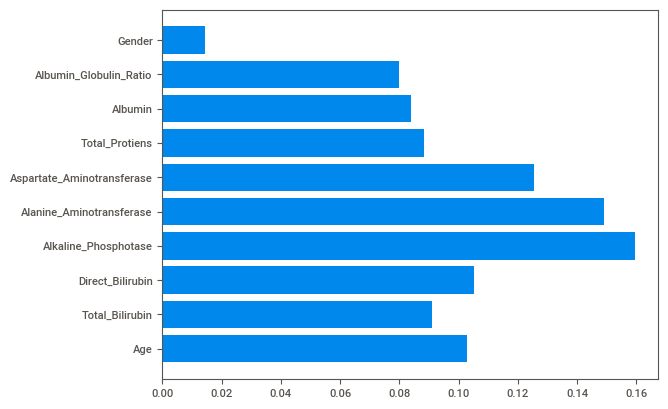 Gender
Albumin_Globulin_Ratio
Albumin
Total_Protiens
Aspartate_Aminotransferase
Alanine_Aminotransferase
Alkaline_Phosphotase
Direct_Bilirubin
Total_Bilirubin
Age
0.00 0.02 0.04 0.06 0.08 0.10 0.12 0.14 0.16